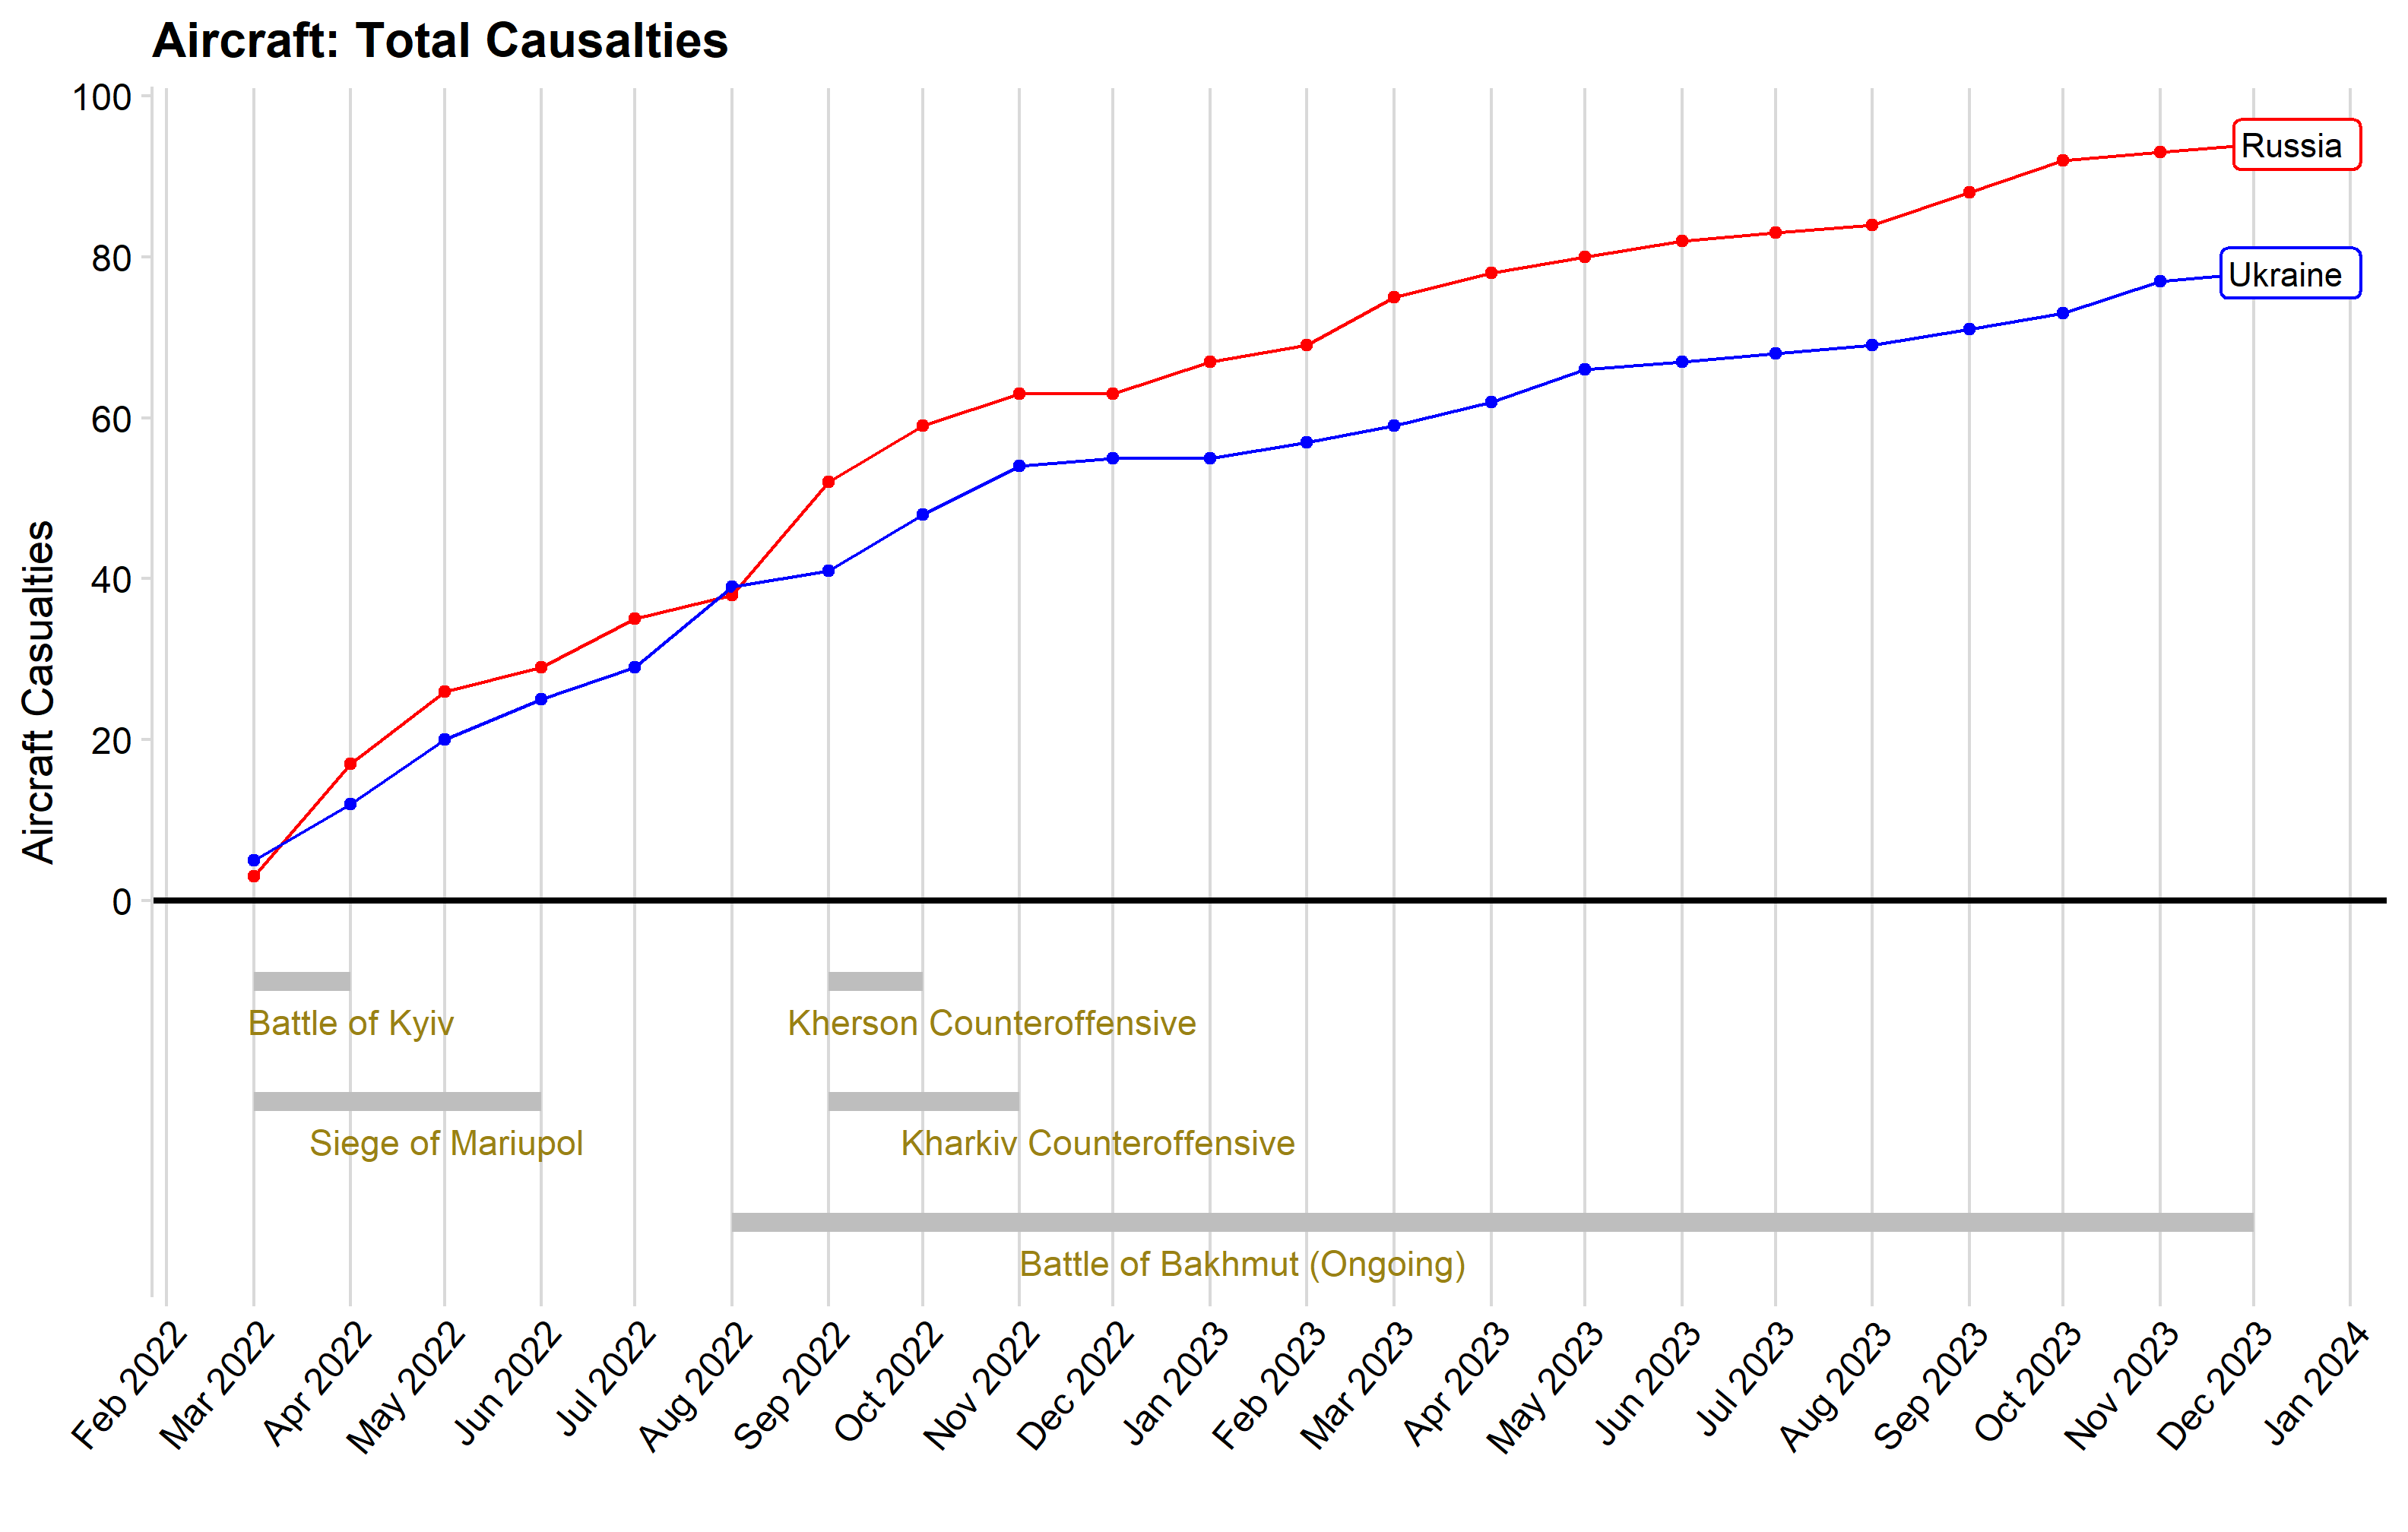 Aircraft: Total Causalties
100
80
60
40
20
0
Aircraft Casualties
Russia
Ukraine
Battle of Kyiv
Kherson Counteroffensive
Siege of Mariupol
Kharkiv Counteroffensive
Battle of Bakhmut (Ongoing)
Feb 2022
Mar 2022
Apr 2022
May 2022
Jun 2022
Jul 2022
Aug 2022
Sep 2022
Oct 2022
Nov 2022
Dec 2022
Jan 2023
Feb 2023
Mar 2023
Apr 2023
May 2023
Jun 2023
Jul 2023
Aug 2023
Sep 2023
Oct 2023
Nov 2023
Dec 2023
Jan 2024